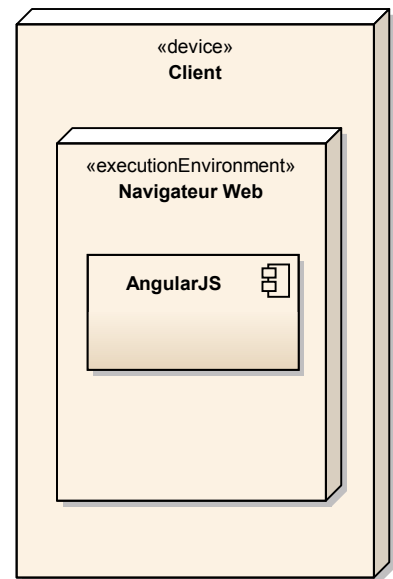 «device»
Client
«executionEnvironment»
Navigateur Web
AngularJS